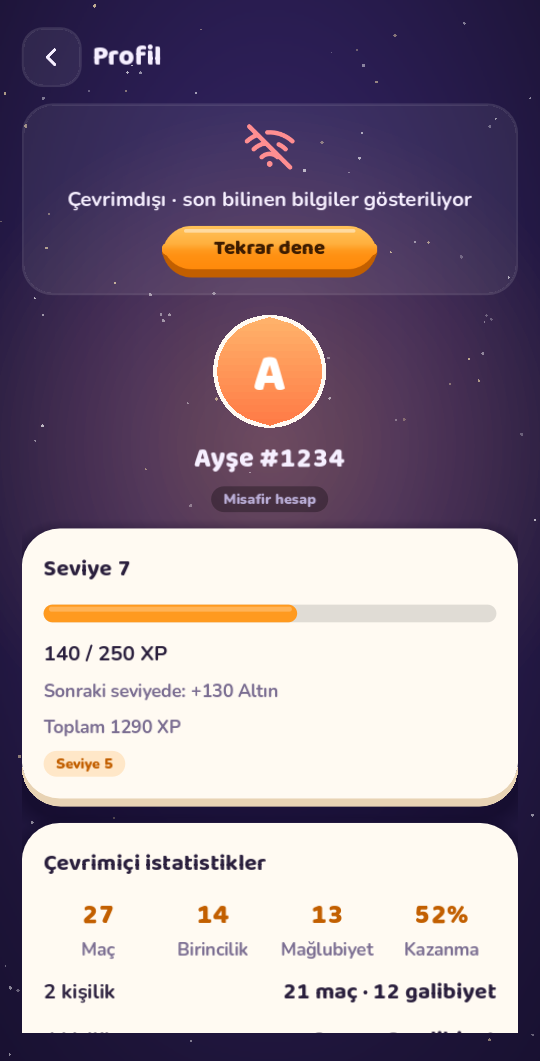 Profil
Çevrimdışı · son bilinen bilgiler gösteriliyor
Tekrar dene
A
Ayşe #1234
Misafir hesap
Seviye 7
140 / 250 XP
Sonraki seviyede: +130 Altın
Toplam 1290 XP
Seviye 5
Çevrimiçi istatistikler
27 14 13 52%
Maç Birincilik Mağlubiyet Kazanma
2 kişilik 21 maç · 12 galibiyet